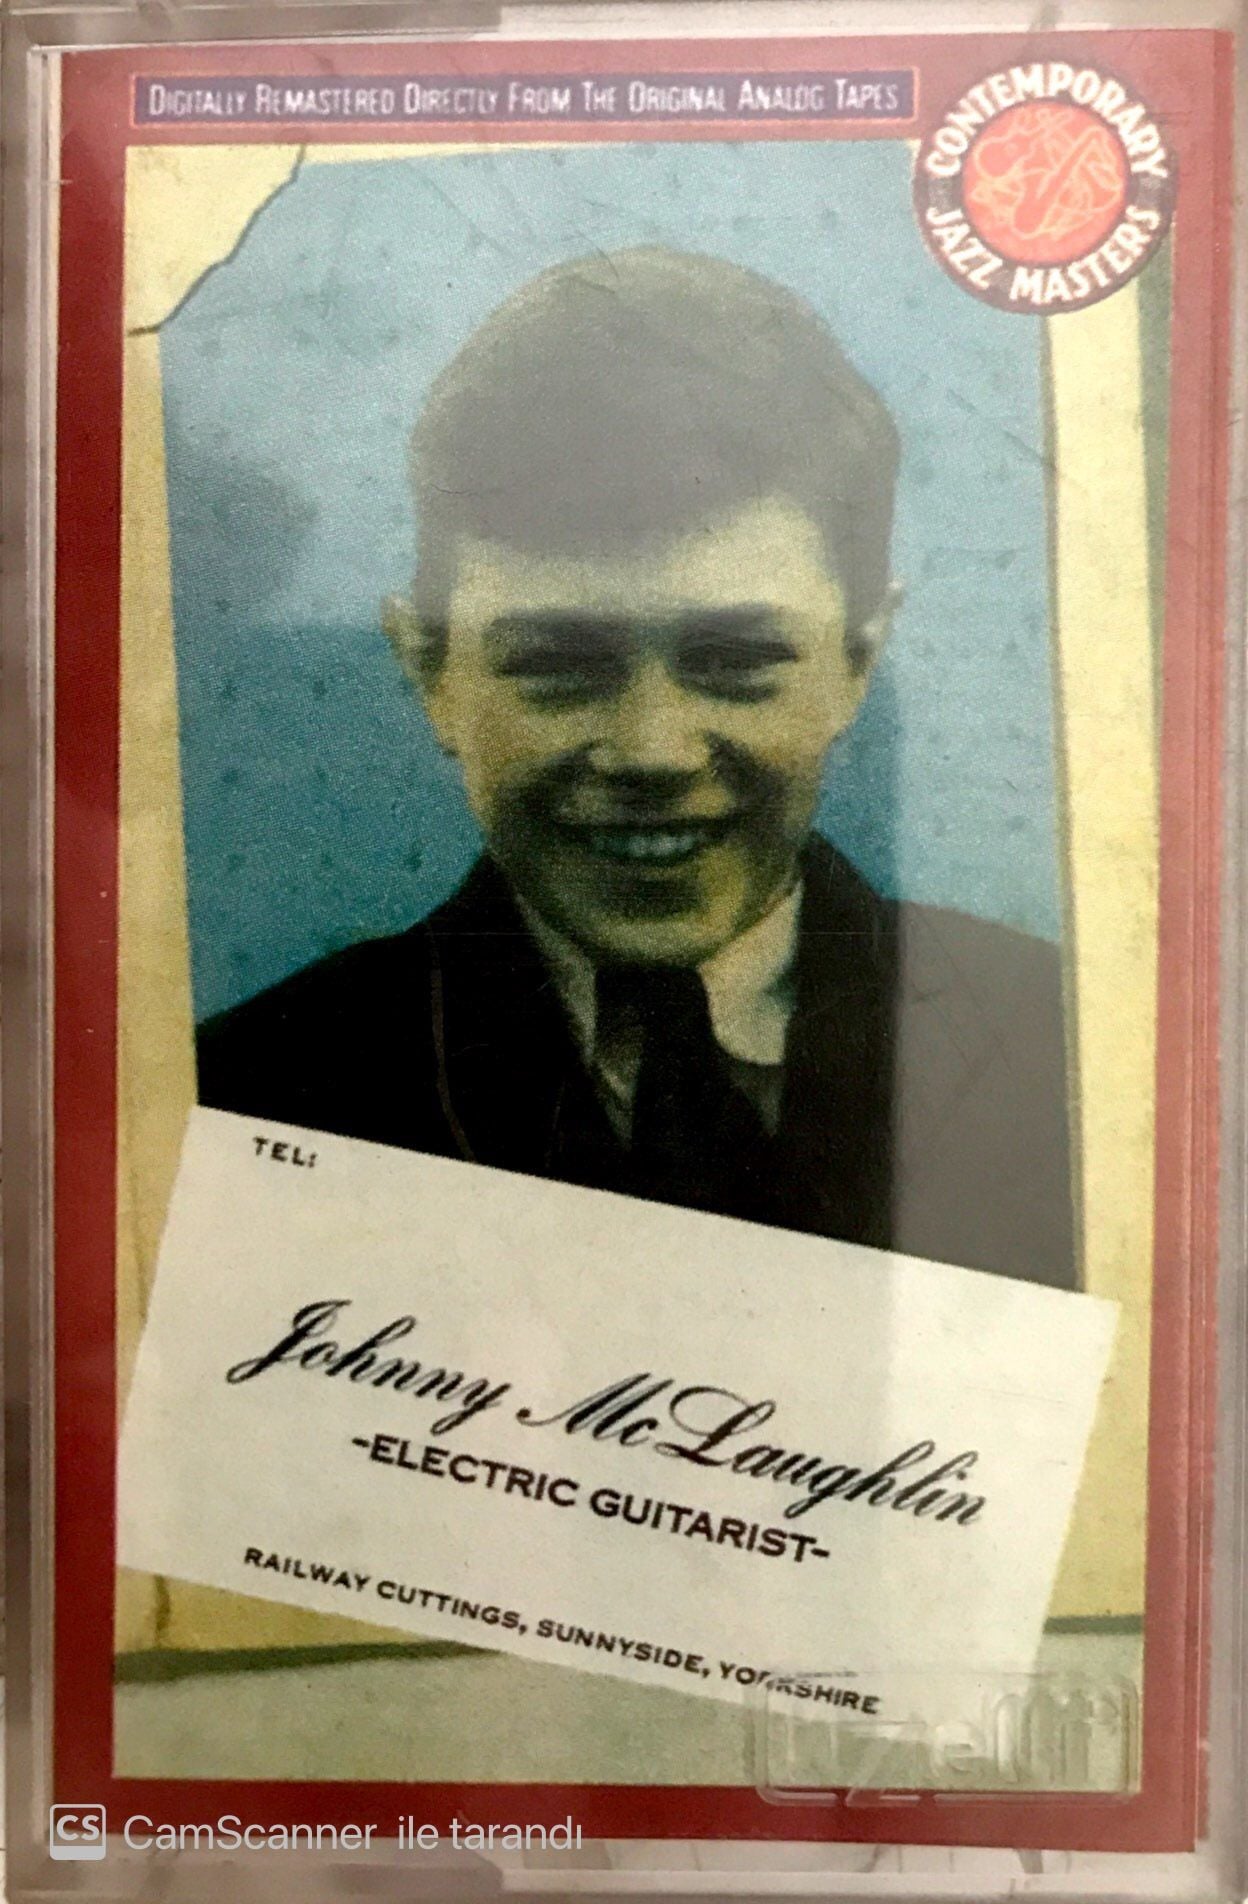 DIGITALLY REMASTERED DIRECTLY FROM THE ORIGINAL ANALOG TAPES
CONTEMPORARY
JAZZ MASTERS
TEL:
Johnny McLaughlin
-ELECTRIC GUITARIST-
RAILWAY CUTTINGS, SUNNYSIDE, YORKSHIRE
CS CamScanner ile tarandı